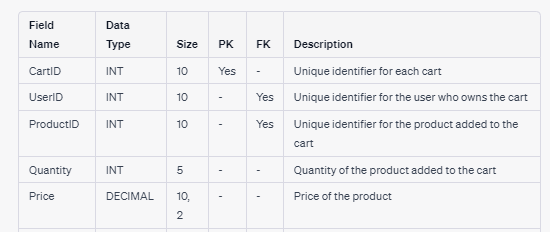 Field Name Data Type Size PK FK Description
CartID INT 10 Yes - Unique identifier for each cart
UserID INT 10 - Yes Unique identifier for the user who owns the cart
ProductID INT 10 - Yes Unique identifier for the product added to the
cart
Quantity INT 5 - - Quantity of the product added to the cart
Price DECIMAL 10, 2 - - Price of the product